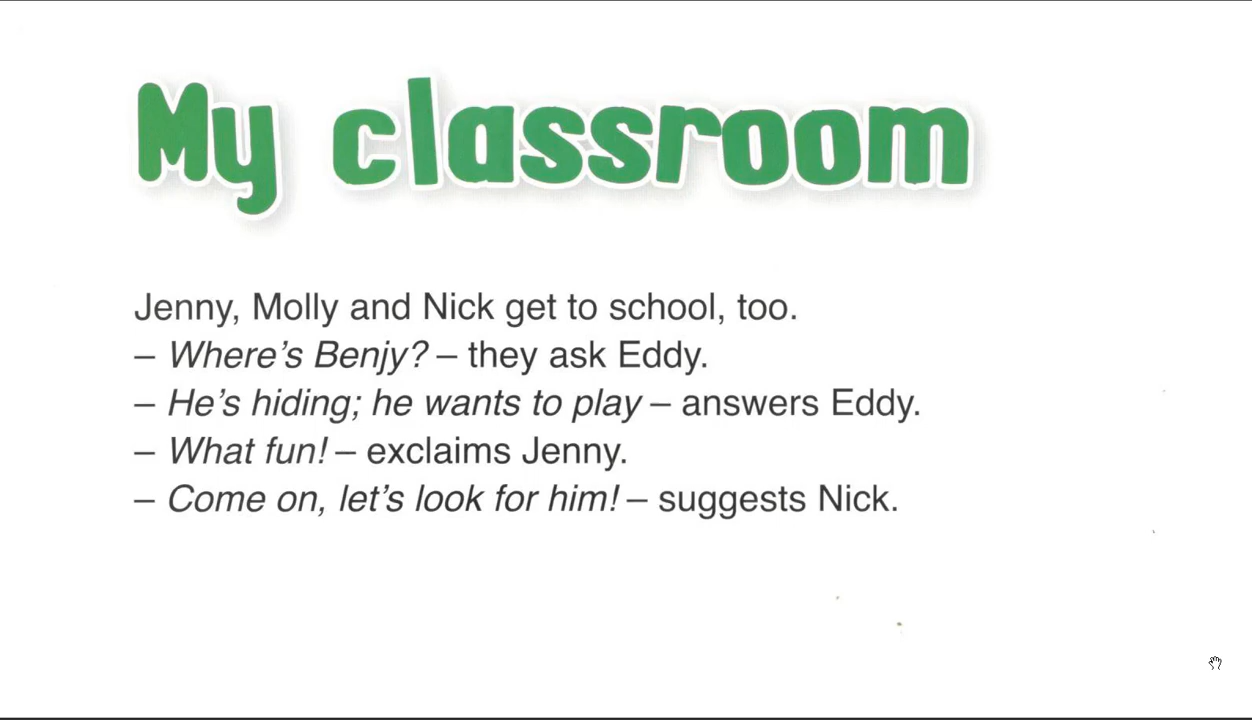 My classroom
Jenny, Molly and Nick get to school, too.
– Where's Benjy? – they ask Eddy.
– He's hiding; he wants to play – answers Eddy.
– What fun! – exclaims Jenny.
– Come on, let's look for him! – suggests Nick.